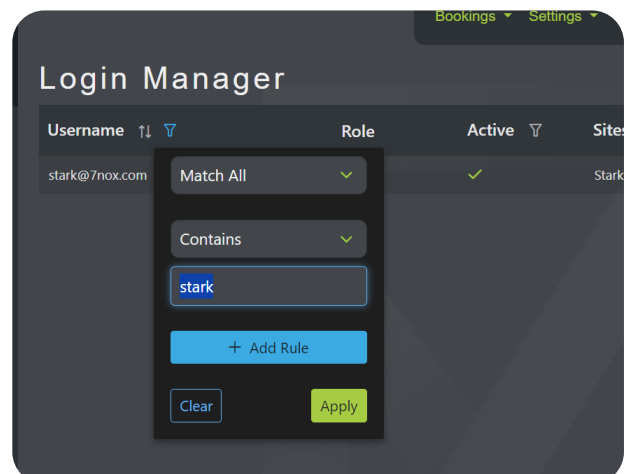 Bookings Settings
Login Manager
Username Role Active Sites
stark@7nox.com Stark
Match All
Contains
stark
+ Add Rule
Clear Apply